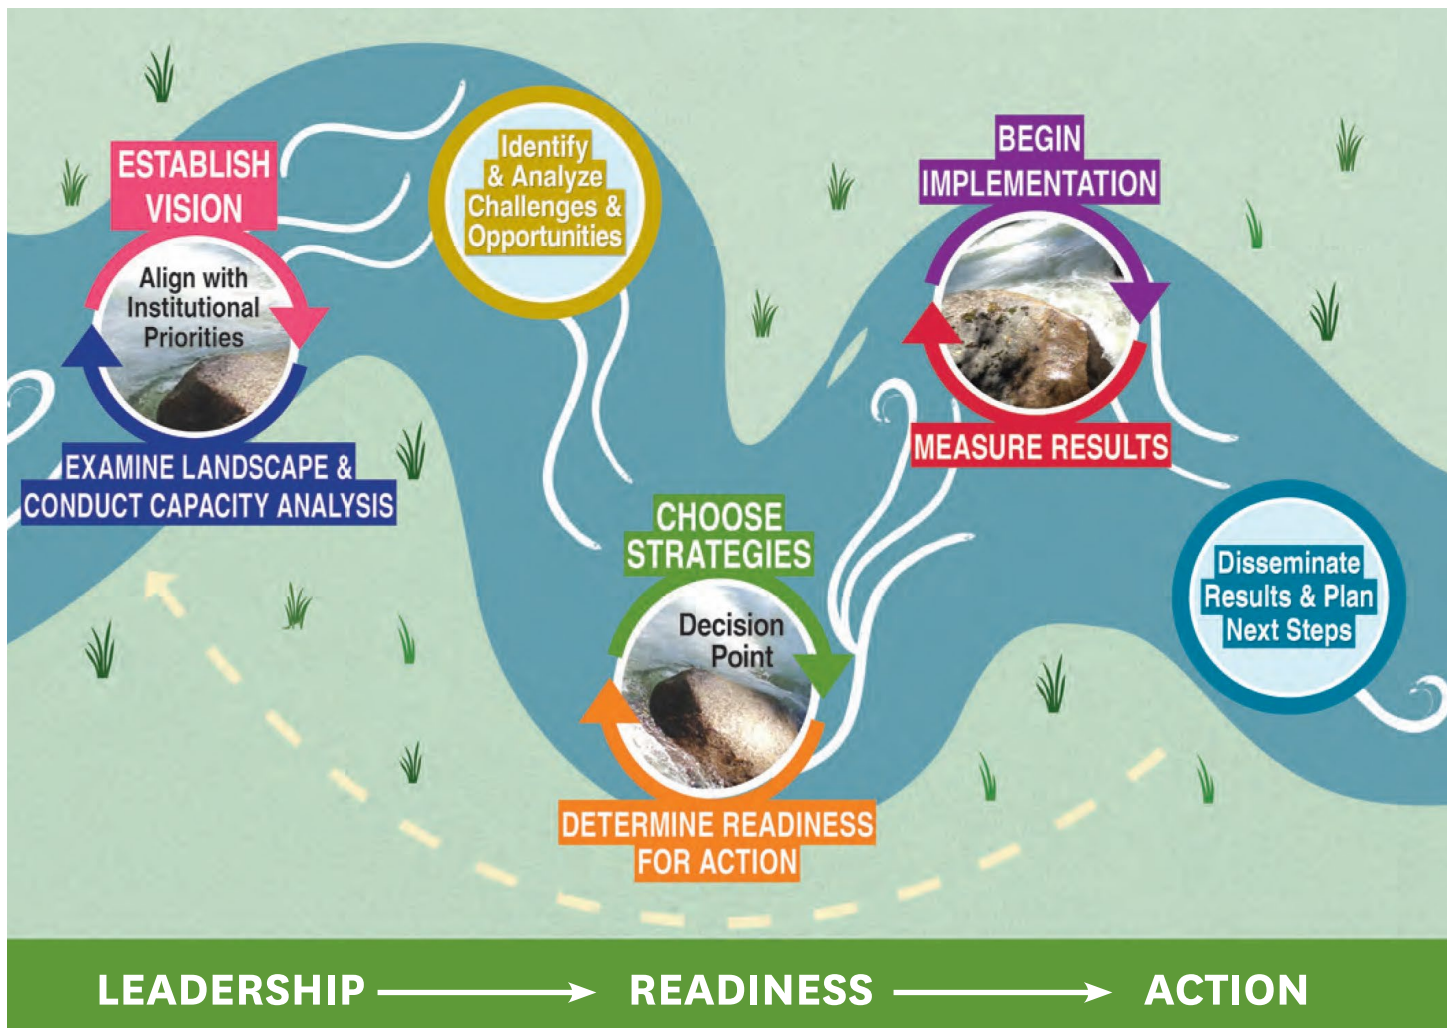 ESTABLISH
VISION
Align with
Institutional
Priorities
EXAMINE LANDSCAPE &
CONDUCT CAPACITY ANALYSIS
Identify
& Analyze
Challenges &
Opportunities
CHOOSE
STRATEGIES
Decision
Point
DETERMINE READINESS
FOR ACTION
BEGIN
IMPLEMENTATION
MEASURE RESULTS
Disseminate
Results & Plan
Next Steps
LEADERSHIP READINESS ACTION